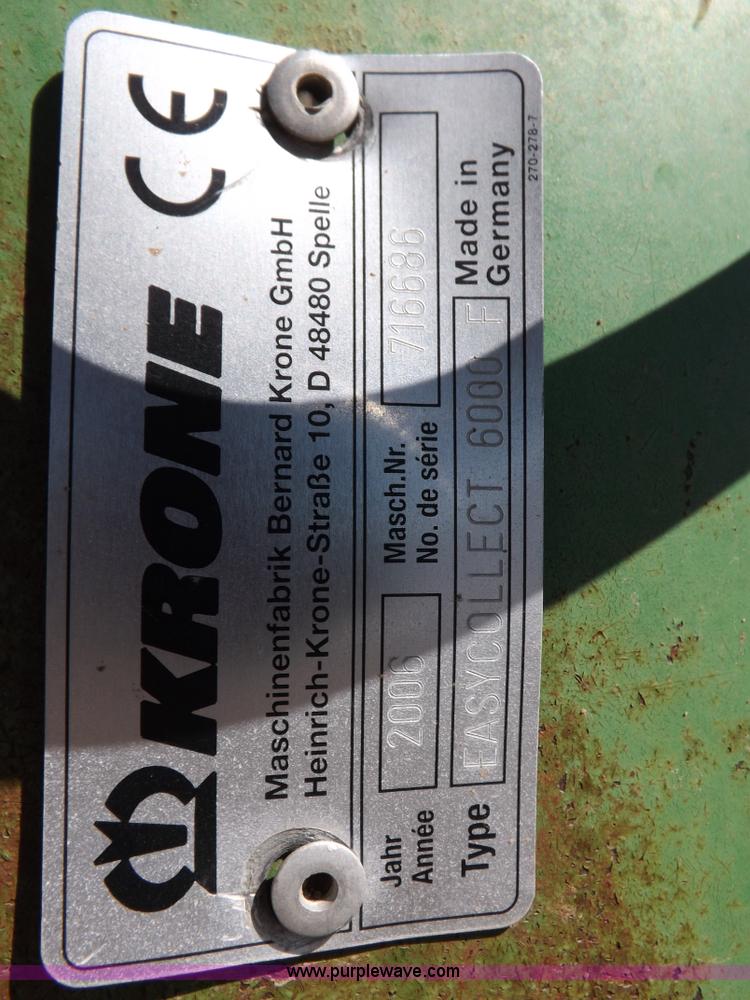 KRONE CE
Maschinenfabrik Bernard Krone GmbH
Heinrich-Krone-Straße 10, D 48480 Spelle
Jahr
Année
2006
Masch.Nr.
No. de série
716686
Type
EASYCOLLECT 6000 F
Made in
Germany
270-278-7
www.purplewave.com